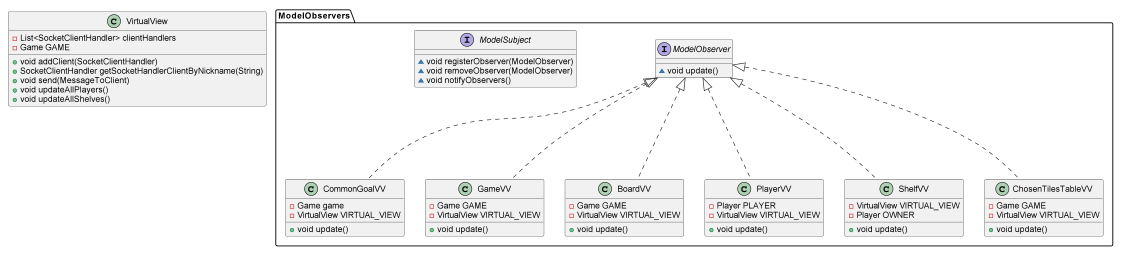 C VirtualView
List<SocketClientHandler> clientHandlers
Game GAME
void addClient(SocketClientHandler)
SocketClientHandler getSocketHandlerClientByNickname(String)
void send(MessageToClient)
void updateAllPlayers()
void updateAllShelves()
ModelObservers
I ModelSubject
void registerObserver(ModelObserver)
void removeObserver(ModelObserver)
void notifyObservers()
I ModelObserver
void update()
C CommonGoalVV
Game game
VirtualView VIRTUAL_VIEW
void update()
C GameVV
Game GAME
VirtualView VIRTUAL_VIEW
void update()
C BoardVV
Game GAME
VirtualView VIRTUAL_VIEW
void update()
C PlayerVV
Player PLAYER
VirtualView VIRTUAL_VIEW
void update()
C ShelfVV
VirtualView VIRTUAL_VIEW
Player OWNER
void update()
C ChosenTilesTableVV
Game GAME
VirtualView VIRTUAL_VIEW
void update()